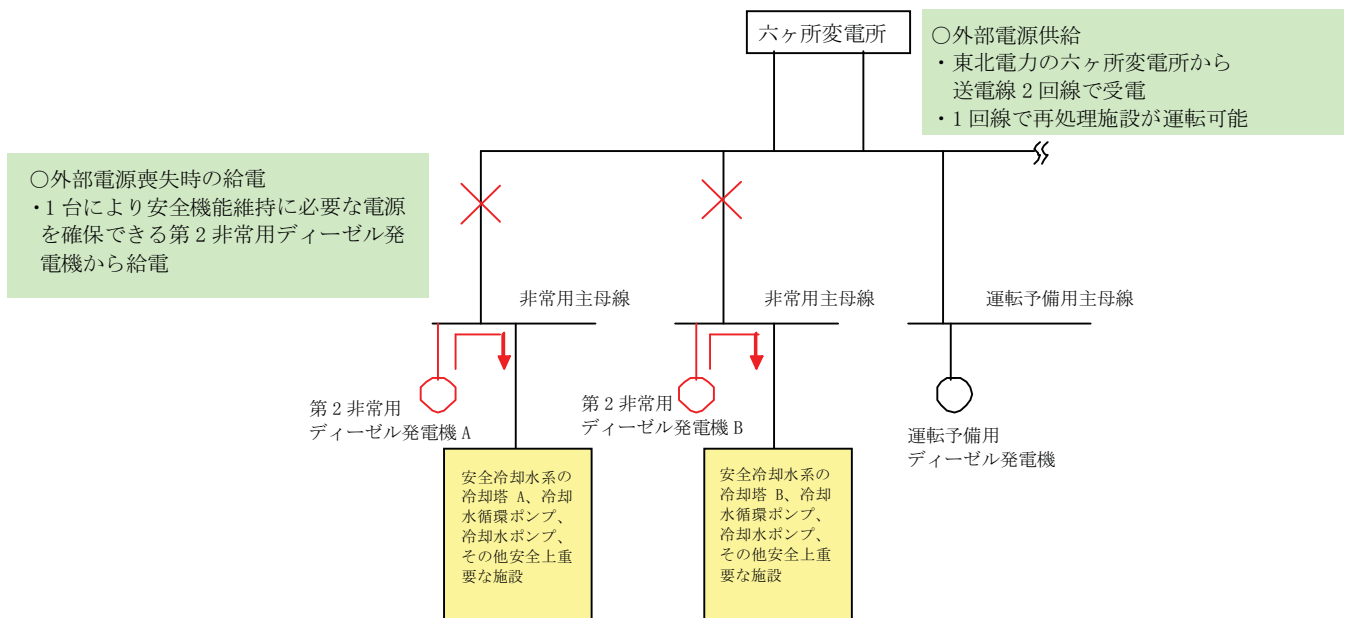 六ヶ所変電所
○外部電源供給
・東北電力の六ヶ所変電所から
送電線２回線で受電
・１回線で再処理施設が運転可能
○外部電源喪失時の給電
・１台により安全機能維持に必要な電源
を確保できる第２非常用ディーゼル発
電機から給電
非常用主母線
非常用主母線
運転予備用主母線
第２非常用
ディーゼル発電機 A
第２非常用
ディーゼル発電機 B
運転予備用
ディーゼル発電機
安全冷却水系の
冷却塔 A、冷却
水循環ポンプ、
冷却水ポンプ、
その他安全上重
要な施設
安全冷却水系の
冷却塔 B、冷却
水循環ポンプ、
冷却水ポンプ、
その他安全上重
要な施設